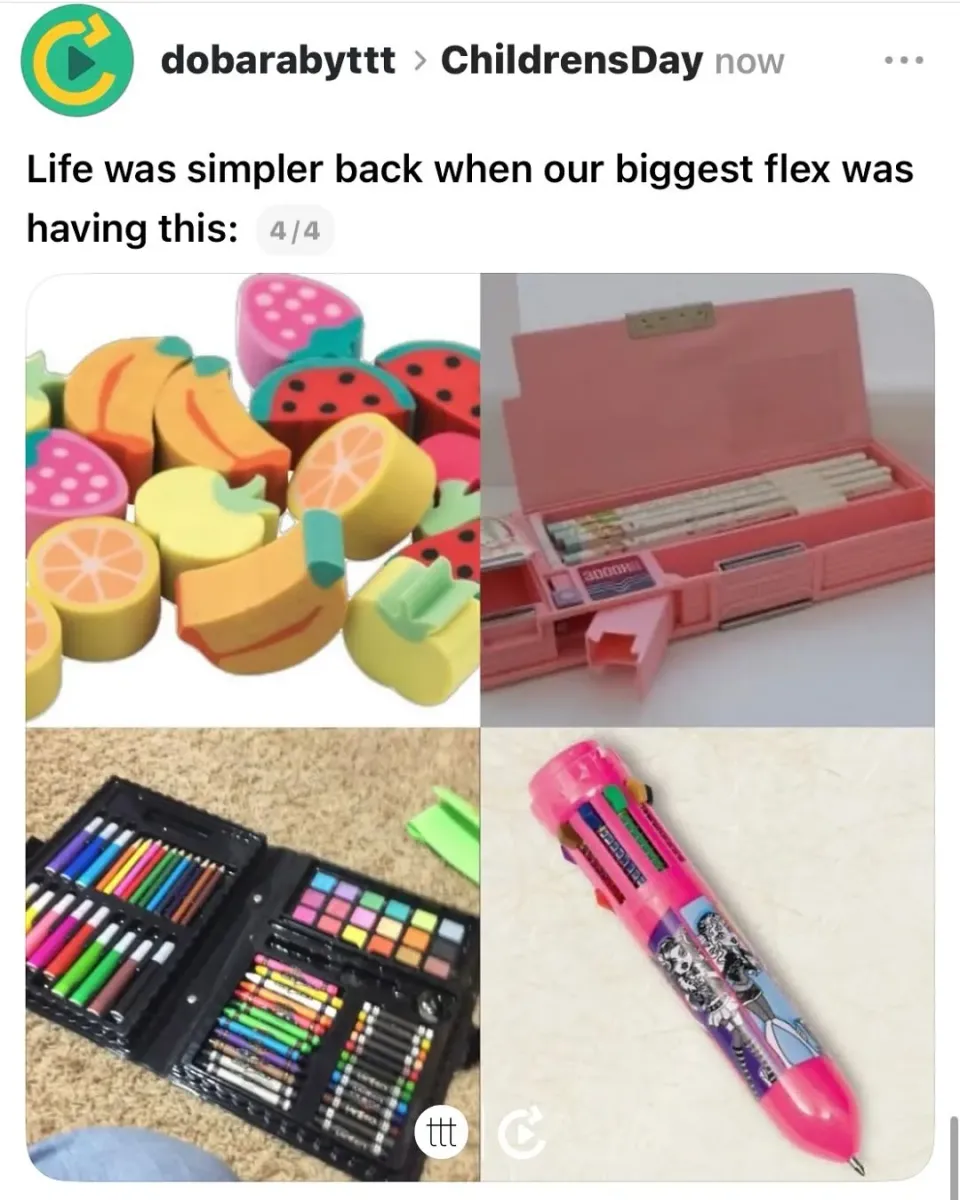 dobarabyttt > ChildrensDay now
Life was simpler back when our biggest flex was
having this: 4/4
ttt